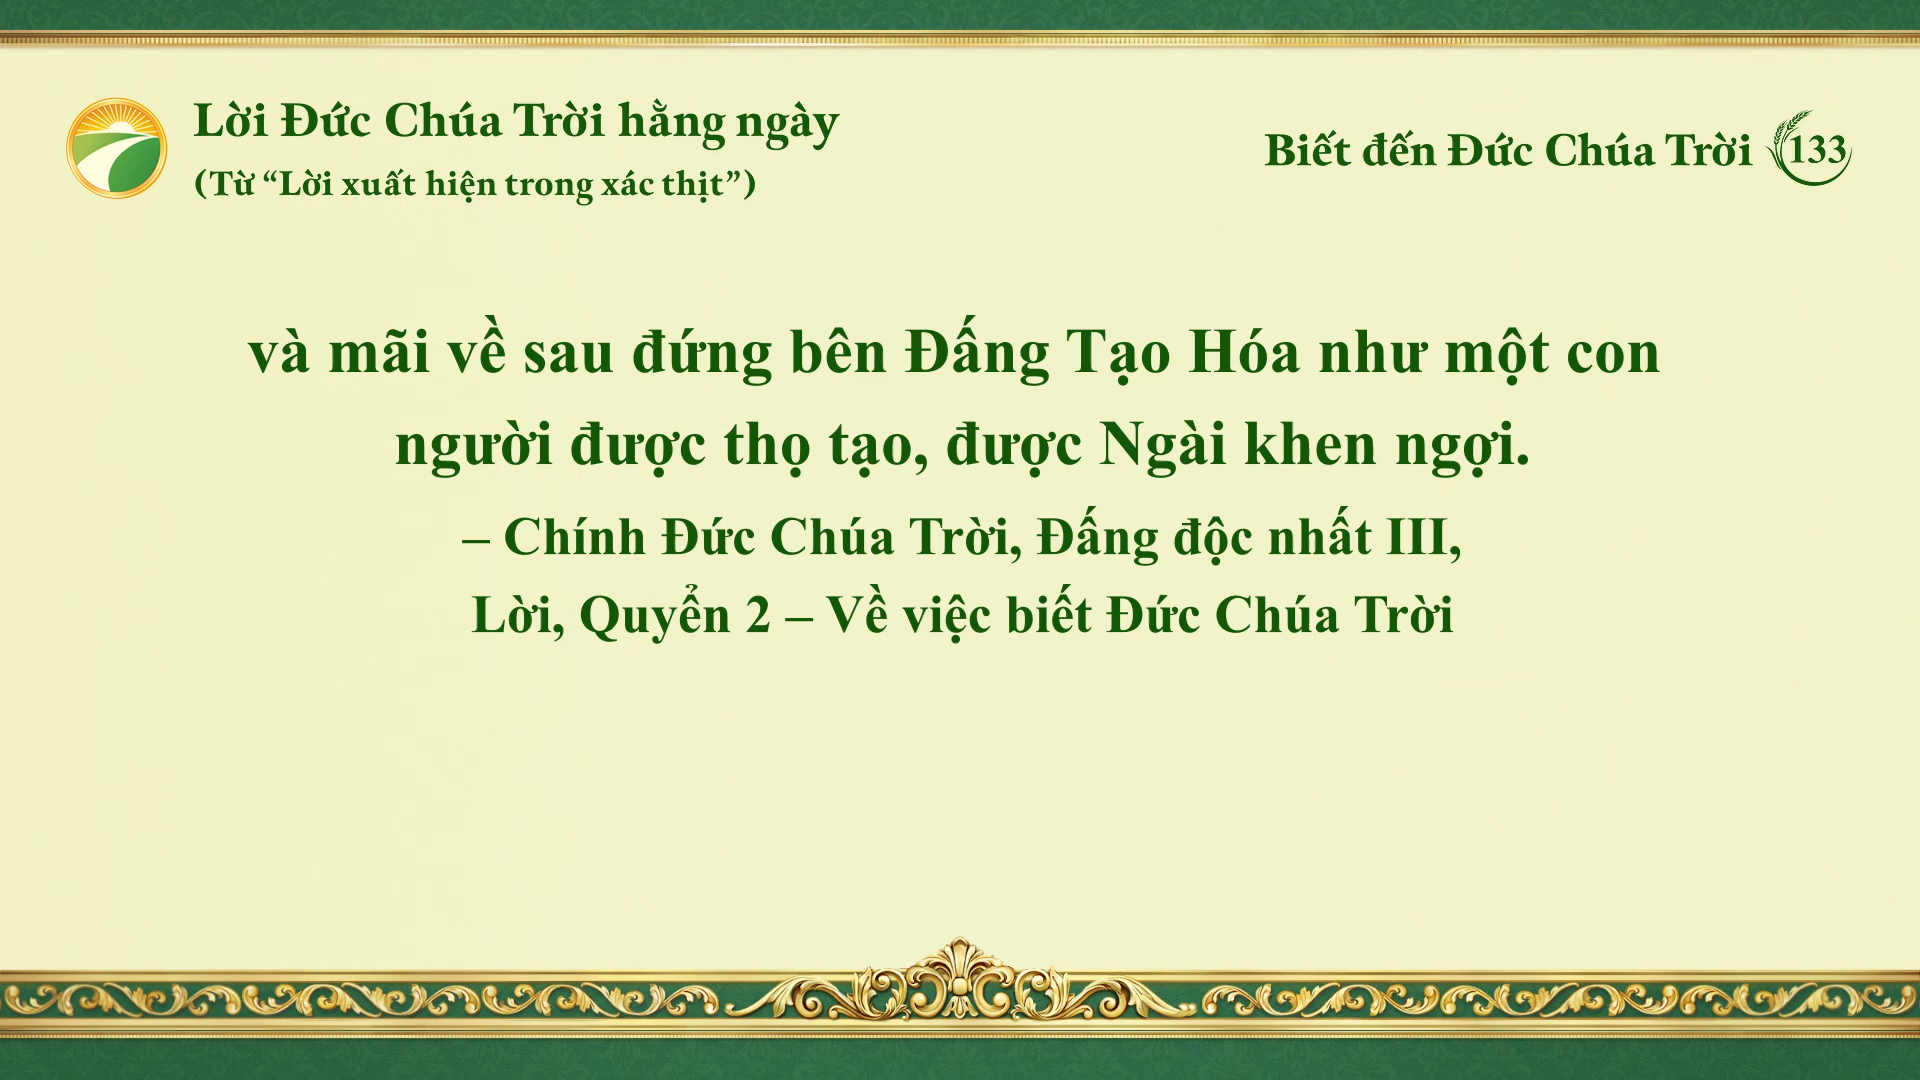 Lời Đức Chúa Trời hằng ngày
(Từ “Lời xuất hiện trong xác thịt”)
Biết đến Đức Chúa Trời 133
và mãi về sau đứng bên Đấng Tạo Hóa như một con
người được thọ tạo, được Ngài khen ngợi.
– Chính Đức Chúa Trời, Đấng độc nhất III,
Lời, Quyển 2 – Về việc biết Đức Chúa Trời